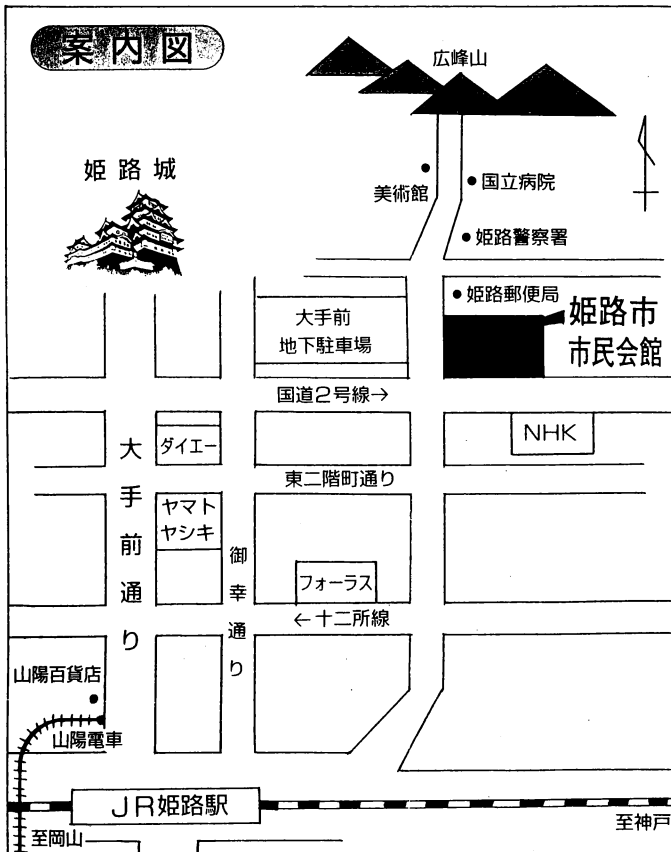 案内図
広峰山
姫路城
美術館
国立病院
姫路警察署
姫路郵便局
姫路市
市民会館
大手前
地下駐車場
国道2号線→
ダイエー
NHK
東二階町通り
大手前通り
ヤマト
ヤシキ
御幸通り
フォーラス
←十二所線
山陽百貨店
山陽電車
JR姫路駅
至岡山
至神戸